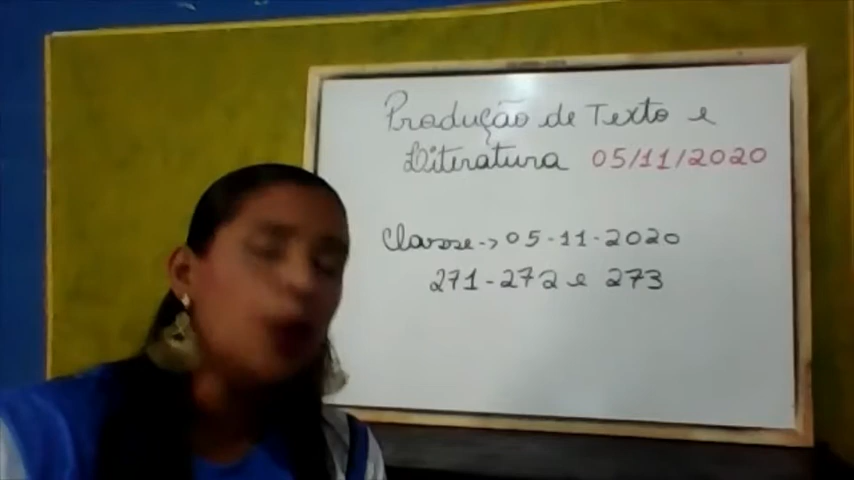 Produção de Texto e
Literatura 05/11/2020
Classe -> 05-11-2020
271-272 e 273